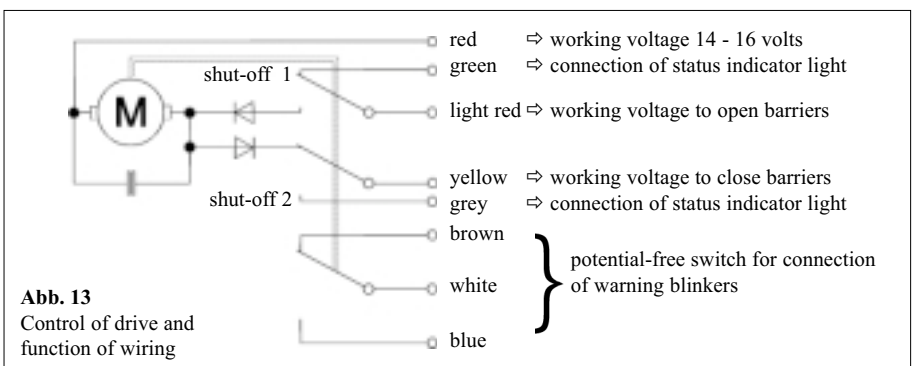 red ⇨ working voltage 14 - 16 volts
shut-off 1
green ⇨ connection of status indicator light
M
light red ⇨ working voltage to open barriers
yellow ⇨ working voltage to close barriers
shut-off 2
grey ⇨ connection of status indicator light
brown
potential-free switch for connection
of warning blinkers
white
blue
Abb. 13
Control of drive and
function of wiring